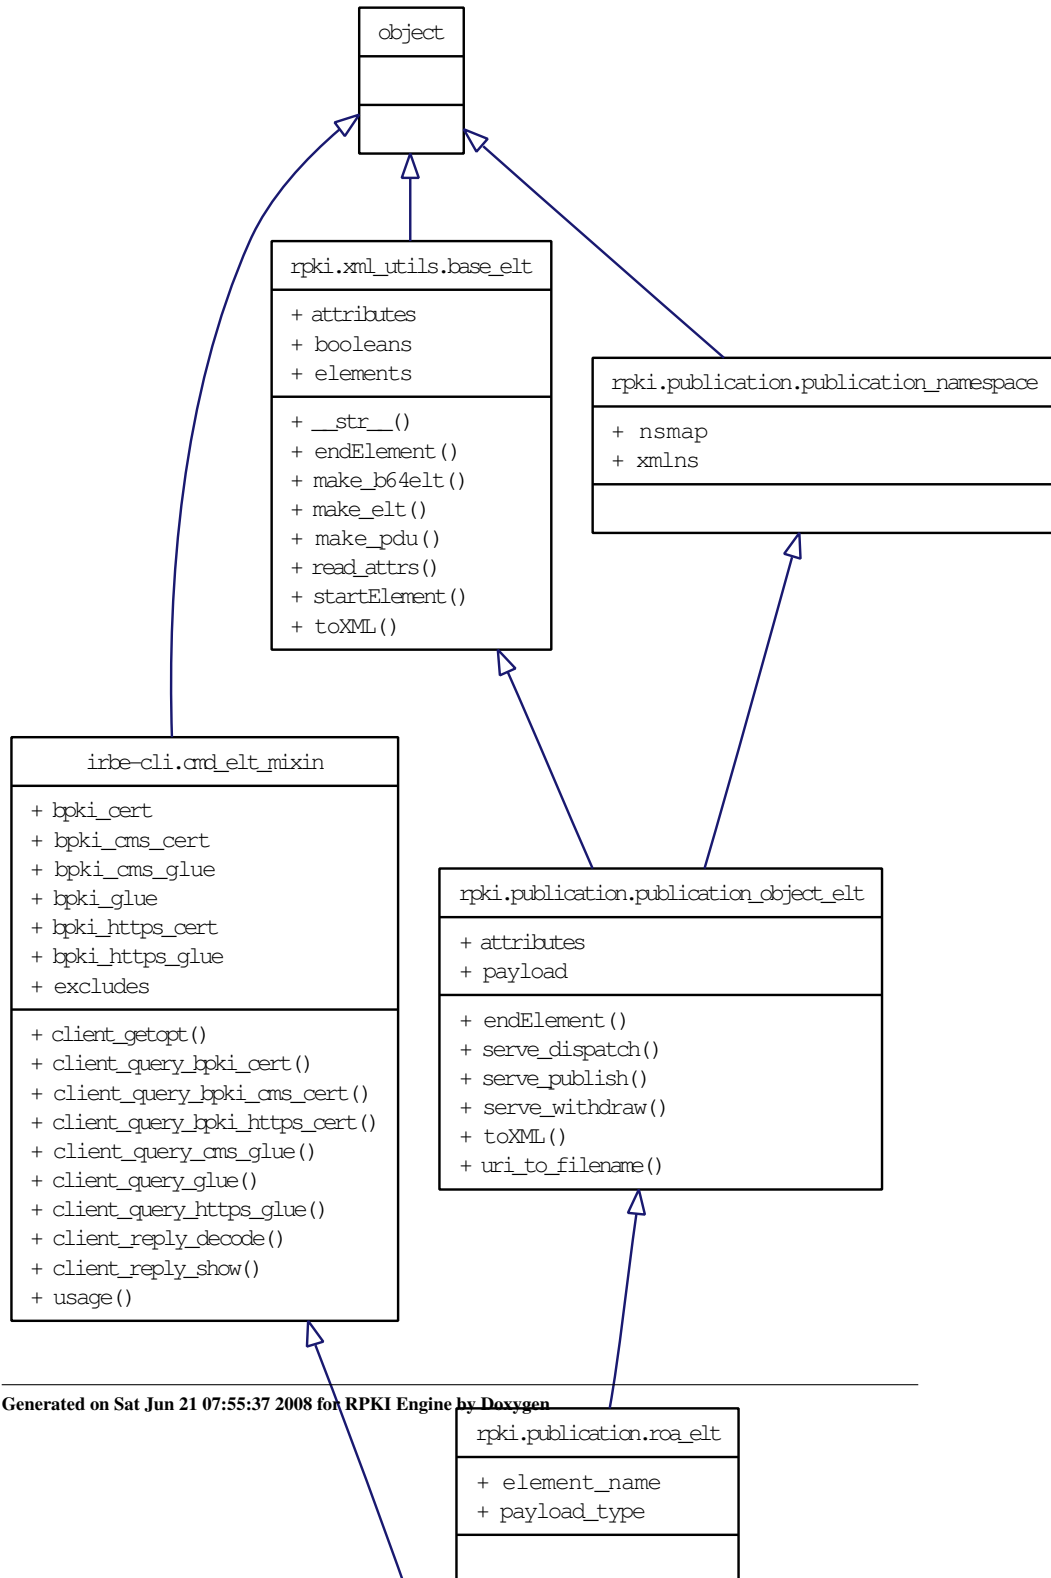 object
rpki.xml_utils.base_elt
+ attributes
+ booleans
+ elements
+ __str__()
+ endElement()
+ make_b64elt()
+ make_elt()
+ make_pdu()
+ read_attrs()
+ startElement()
+ toXML()
rpki.publication.publication_namespace
+ nsmap
+ xmlns
irbe-cli.cmd_elt_mixin
+ bpki_cert
+ bpki_cms_cert
+ bpki_cms_glue
+ bpki_glue
+ bpki_https_cert
+ bpki_https_glue
+ excludes
+ client_getopt()
+ client_query_bpki_cert()
+ client_query_bpki_cms_cert()
+ client_query_bpki_https_cert()
+ client_query_cms_glue()
+ client_query_glue()
+ client_query_https_glue()
+ client_reply_decode()
+ client_reply_show()
+ usage()
rpki.publication.publication_object_elt
+ attributes
+ payload
+ endElement()
+ serve_dispatch()
+ serve_publish()
+ serve_withdraw()
+ toXML()
+ uri_to_filename()
Generated on Sat Jun 21 07:55:37 2008 for RPKI Engine by Doxygen
rpki.publication.roa_elt
+ element_name
+ payload_type